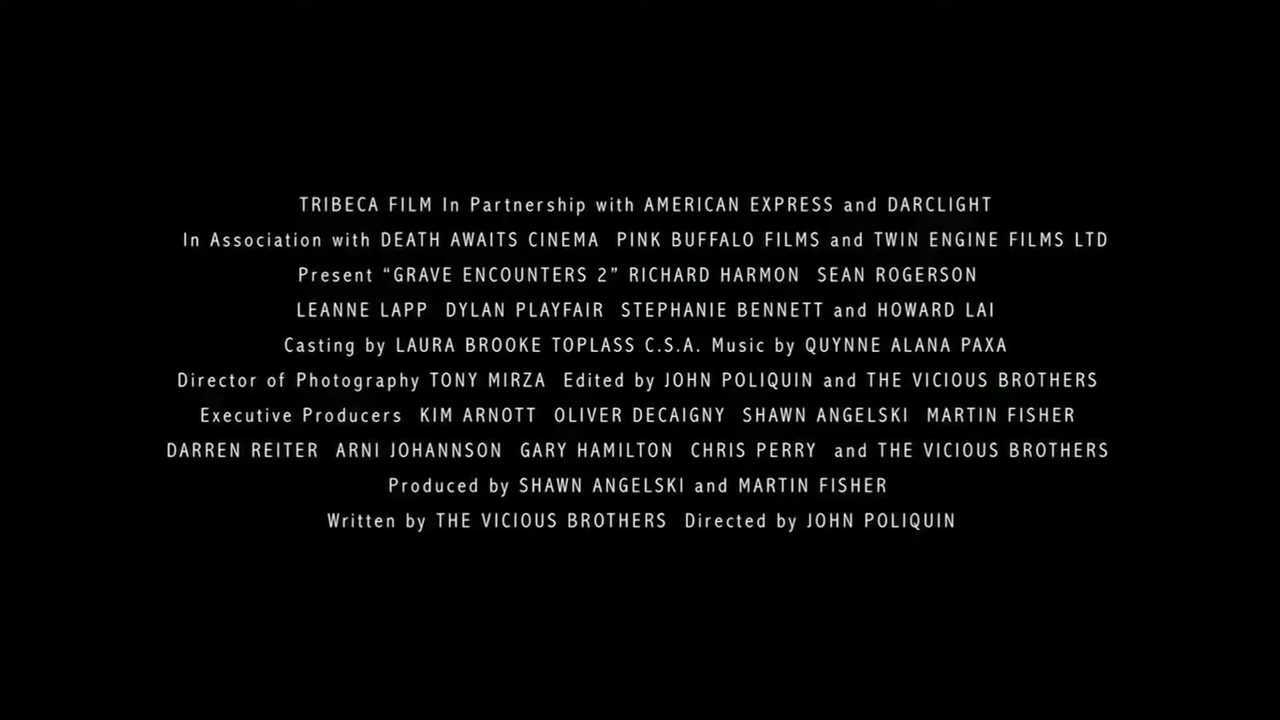 TRIBECA FILM In Partnership with AMERICAN EXPRESS and DARCLIGHT
In Association with DEATH AWAITS CINEMA PINK BUFFALO FILMS and TWIN ENGINE FILMS LTD
Present “GRAVE ENCOUNTERS 2” RICHARD HARMON SEAN ROGERSON
LEANNE LAPP DYLAN PLAYFAIR STEPHANIE BENNETT and HOWARD LAI
Casting by LAURA BROOKE TOPLASS C.S.A. Music by QUYNNE ALANA PAXA
Director of Photography TONY MIRZA Edited by JOHN POLIQUIN and THE VICIOUS BROTHERS
Executive Producers KIM ARNOTT OLIVER DECAIGNY SHAWN ANGELSKI MARTIN FISHER
DARREN REITER ARNI JOHANNSON GARY HAMILTON CHRIS PERRY and THE VICIOUS BROTHERS
Produced by SHAWN ANGELSKI and MARTIN FISHER
Written by THE VICIOUS BROTHERS Directed by JOHN POLIQUIN